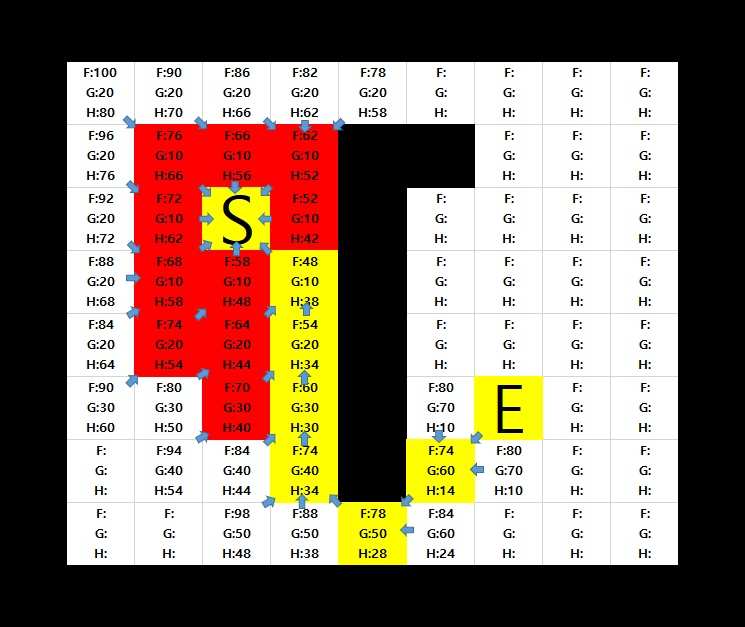 F:100 F:90 F:86 F:82 F:78 F: F: F: F:
G:20 G:20 G:20 G:20 G:20 G: G: G: G:
H:80 H:70 H:66 H:62 H:58 H: H: H: H:
F:96 F:76 F:66 F:62 F: F: F:
G:20 G:10 G:10 G:10 G: G: G:
H:76 H:66 H:56 H:52 H: H: H:
F:92 F:72 F:52 F: F: F: F:
G:20 G:10 S G:10 G: G: G: G:
H:72 H:62 H:42 H: H: H: H:
F:88 F:68 F:58 F:48 F: F: F: F:
G:20 G:10 G:10 G:10 G: G: G: G:
H:68 H:58 H:48 H:38 H: H: H: H:
F:84 F:74 F:64 F:54 F: F: F: F:
G:20 G:20 G:20 G:20 G: G: G: G:
H:64 H:54 H:44 H:34 H: H: H: H:
F:90 F:80 F:70 F:60 F:80 F: F:
G:30 G:30 G:30 G:30 G:70 E G: G:
H:60 H:50 H:40 H:30 H:10 H: H:
F: F:94 F:84 F:74 F:74 F:80 F: F:
G: G:40 G:40 G:40 G:60 G:70 G: G:
H: H:54 H:44 H:34 H:14 H:10 H: H:
F: F: F:98 F:88 F:78 F:84 F: F: F:
G: G: G:50 G:50 G:50 G:60 G: G: G:
H: H: H:48 H:38 H:28 H:24 H: H: H: